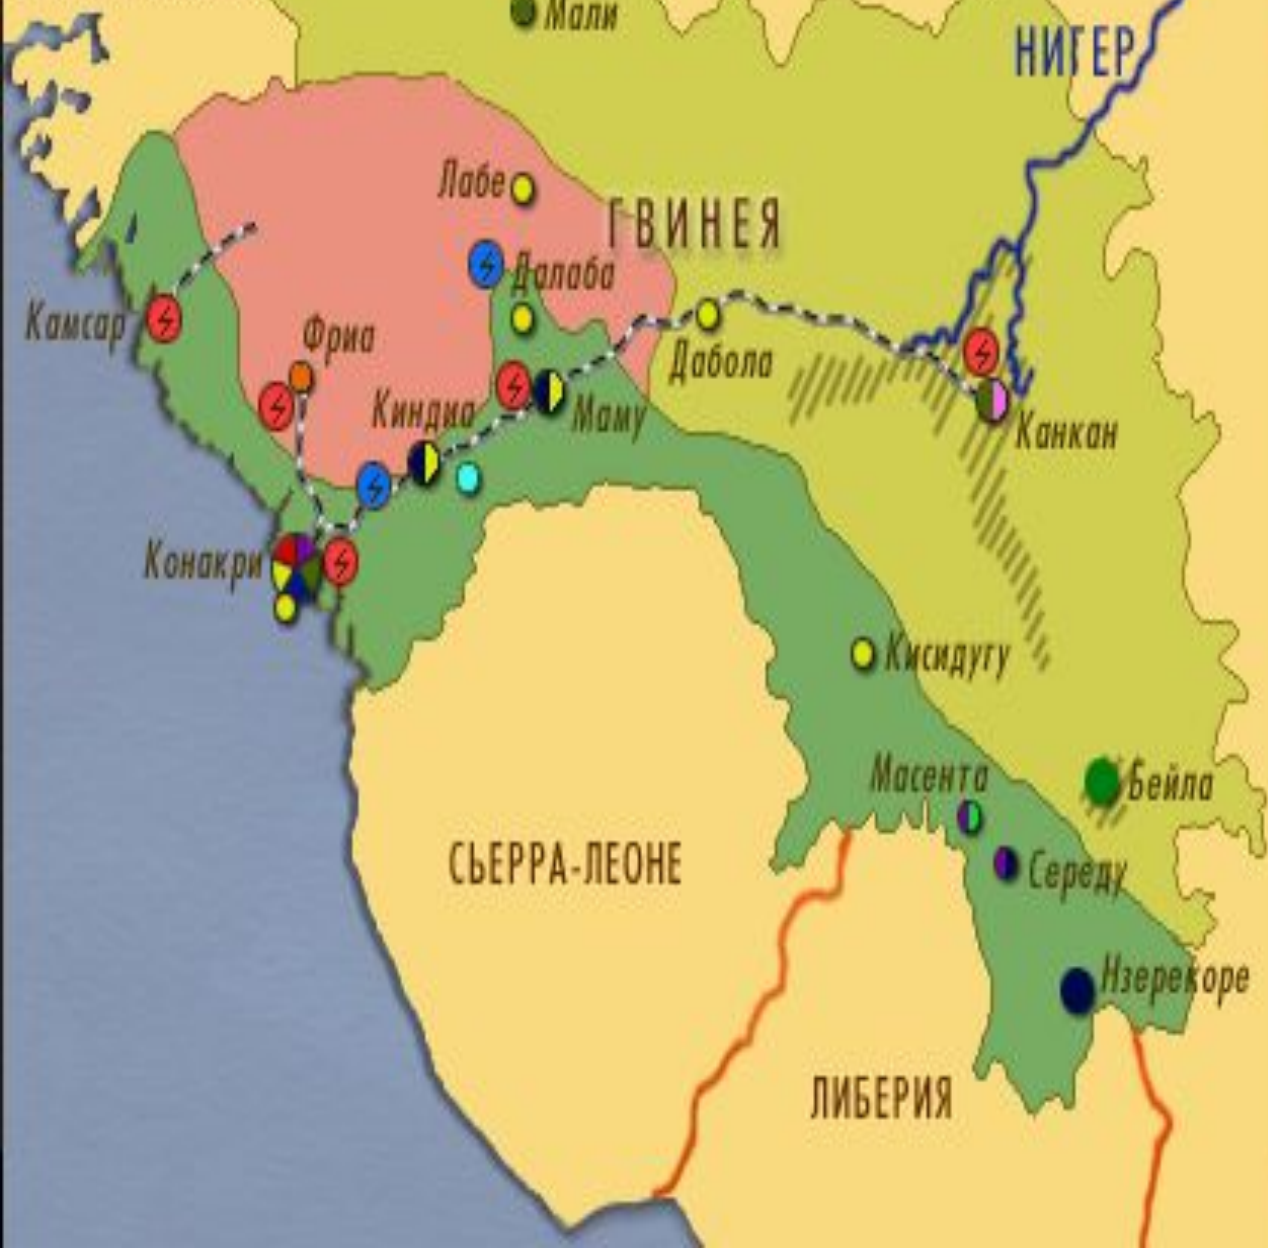 Мали
НИГЕР
Лабе
ГВИНЕЯ
Далаба
Камсар
Фриа
Дабола
Киндиа
Маму
Канкан
Конакри
Кисидугу
Масента
Бейла
СЬЕРРА-ЛЕОНЕ
Середу
Нзерекоре
ЛИБЕРИЯ